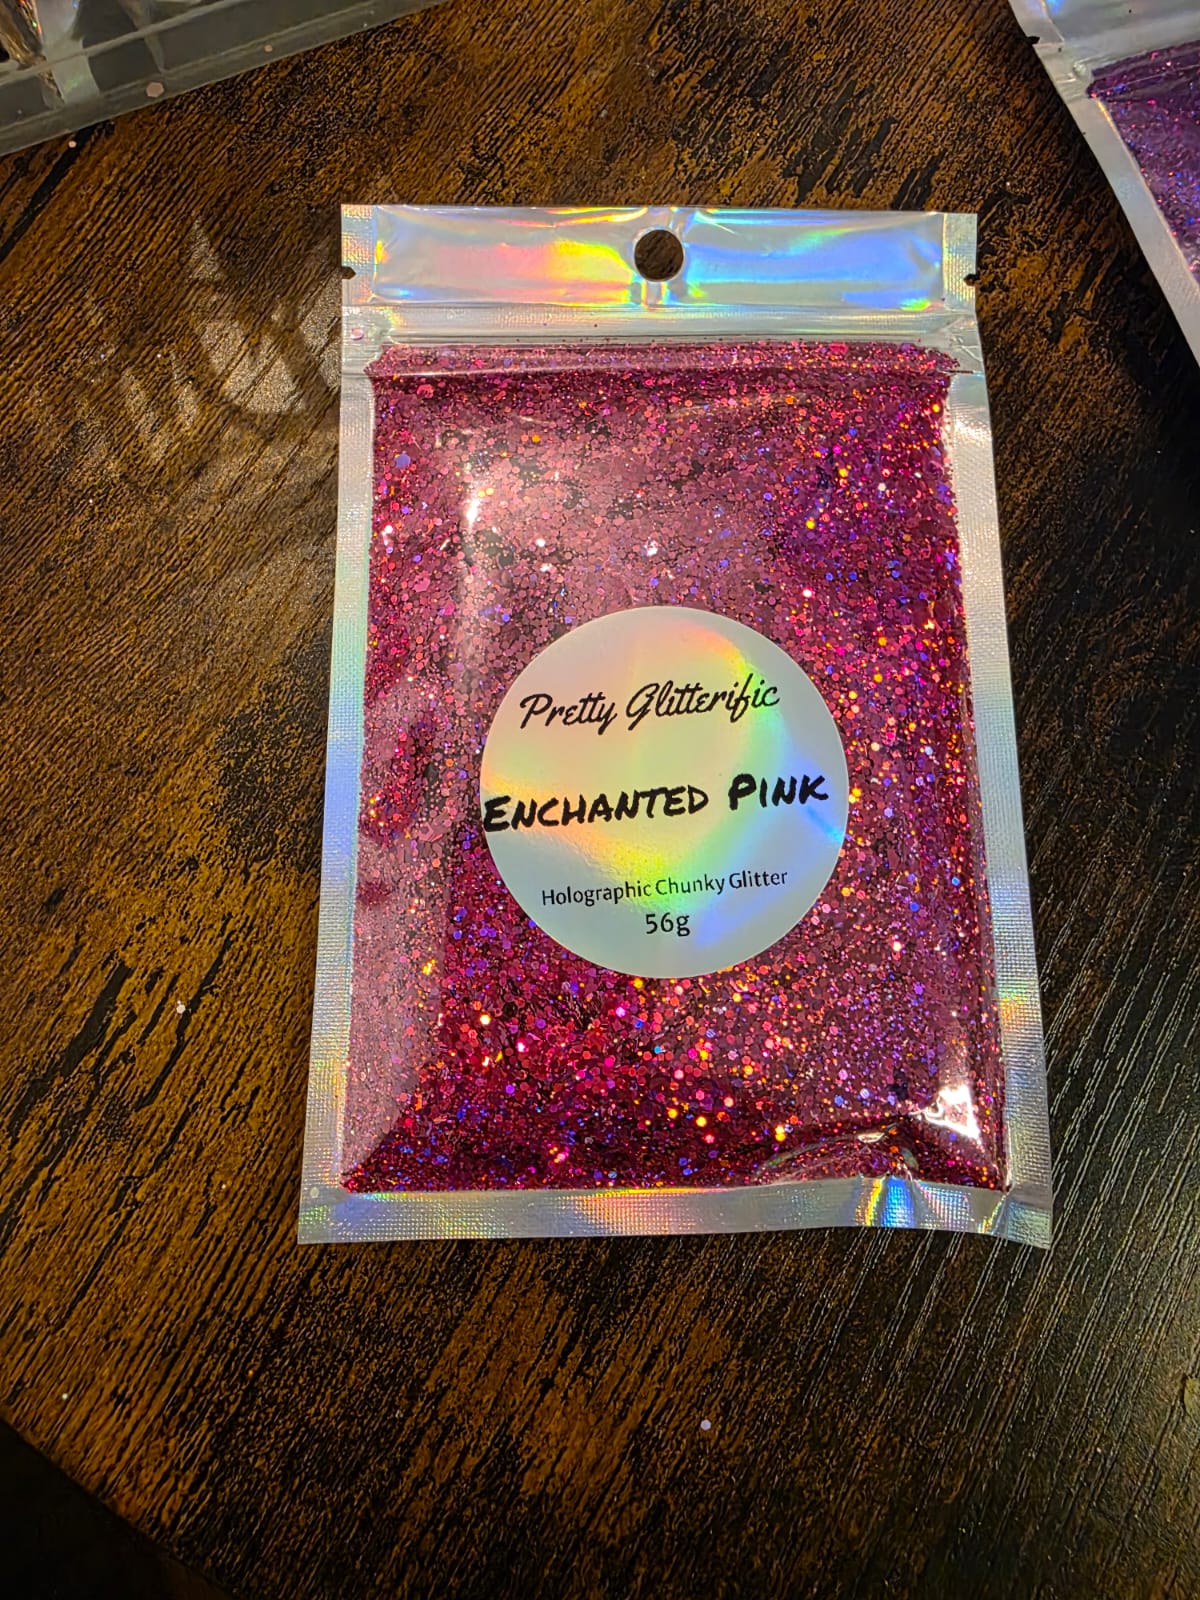 Pretty Glitterific
Enchanted Pink
Holographic Chunky Glitter
56g